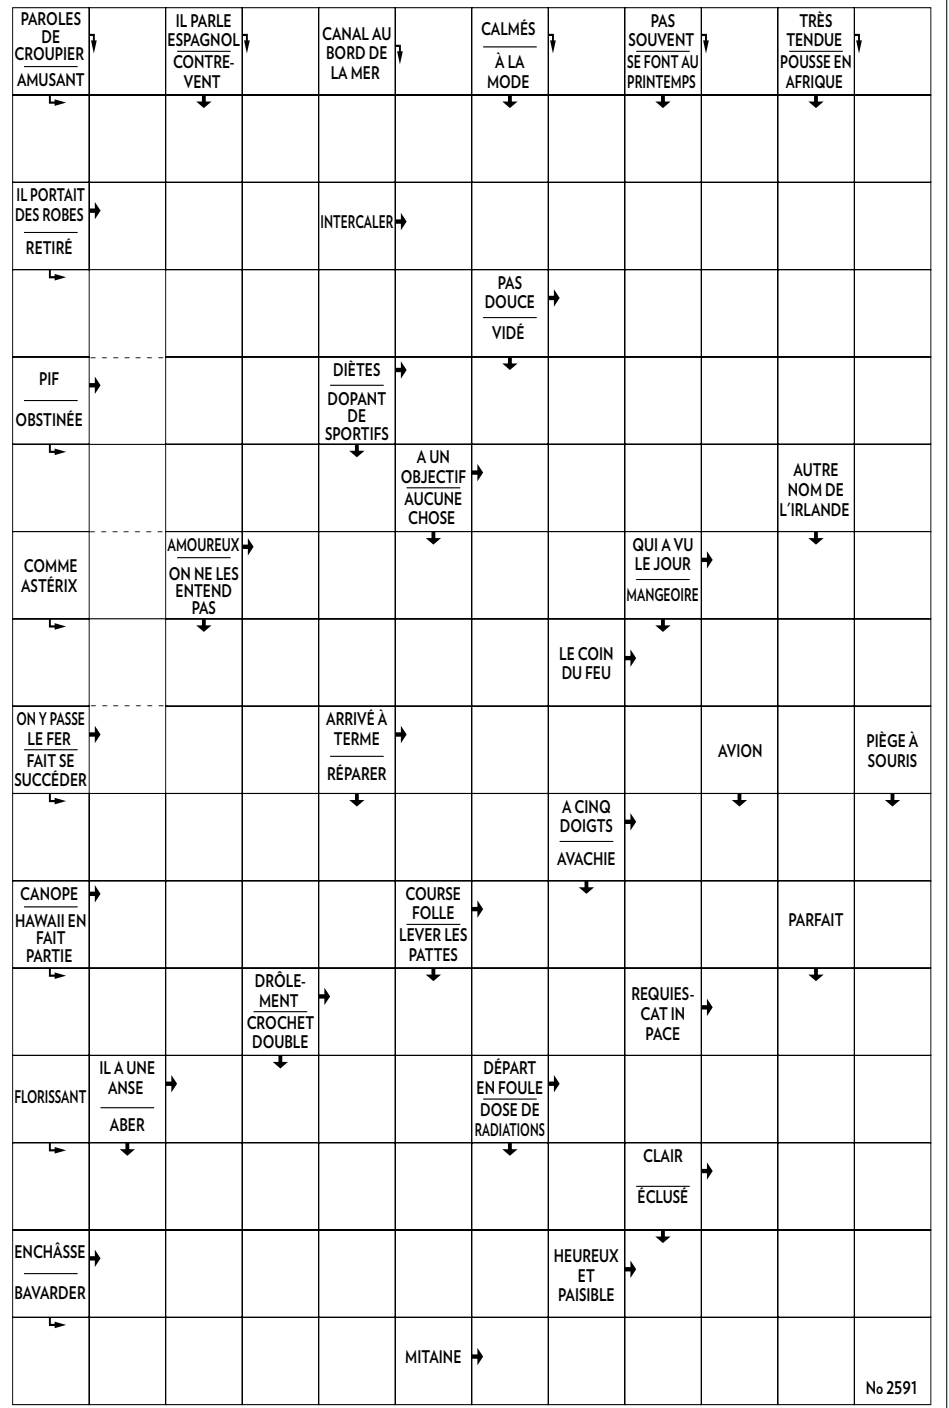 PAROLES
DE
CROUPIER
AMUSANT
IL PARLE
ESPAGNOL
CONTRE-
VENT
CANAL AU
BORD DE
LA MER
CALMÉS
À LA
MODE
PAS
SOUVENT
SE FONT AU
PRINTEMPS
TRÈS
TENDUE
POUSSE EN
AFRIQUE
IL PORTAIT
DES ROBES
RETIRÉ
INTERCALER
PAS
DOUCE
VIDÉ
PIF
OBSTINÉE
DIÈTES
DOPANT
DE
SPORTIFS
A UN
OBJECTIF
AUCUNE
CHOSE
AUTRE
NOM DE
L'IRLANDE
COMME
ASTÉRIX
AMOUREUX
ON NE LES
ENTEND
PAS
QUI A VU
LE JOUR
MANGEOIRE
LE COIN
DU FEU
ON Y PASSE
LE FER
FAIT SE
SUCCÉDER
ARRIVÉ À
TERME
RÉPARER
AVION
PIÈGE À
SOURIS
A CINQ
DOIGTS
AVACHIE
CANOPE
HAWAII EN
FAIT
PARTIE
COURSE
FOLLE
LEVER LES
PATTES
PARFAIT
DRÔLE-
MENT
CROCHET
DOUBLE
REQUIES-
CAT IN
PACE
FLORISSANT
IL A UNE
ANSE
ABER
DÉPART
EN FOULE
DOSE DE
RADIATIONS
CLAIR
ÉCLUSÉ
ENCHÂSSE
BAVARDER
HEUREUX
ET
PAISIBLE
MITAINE
No 2591